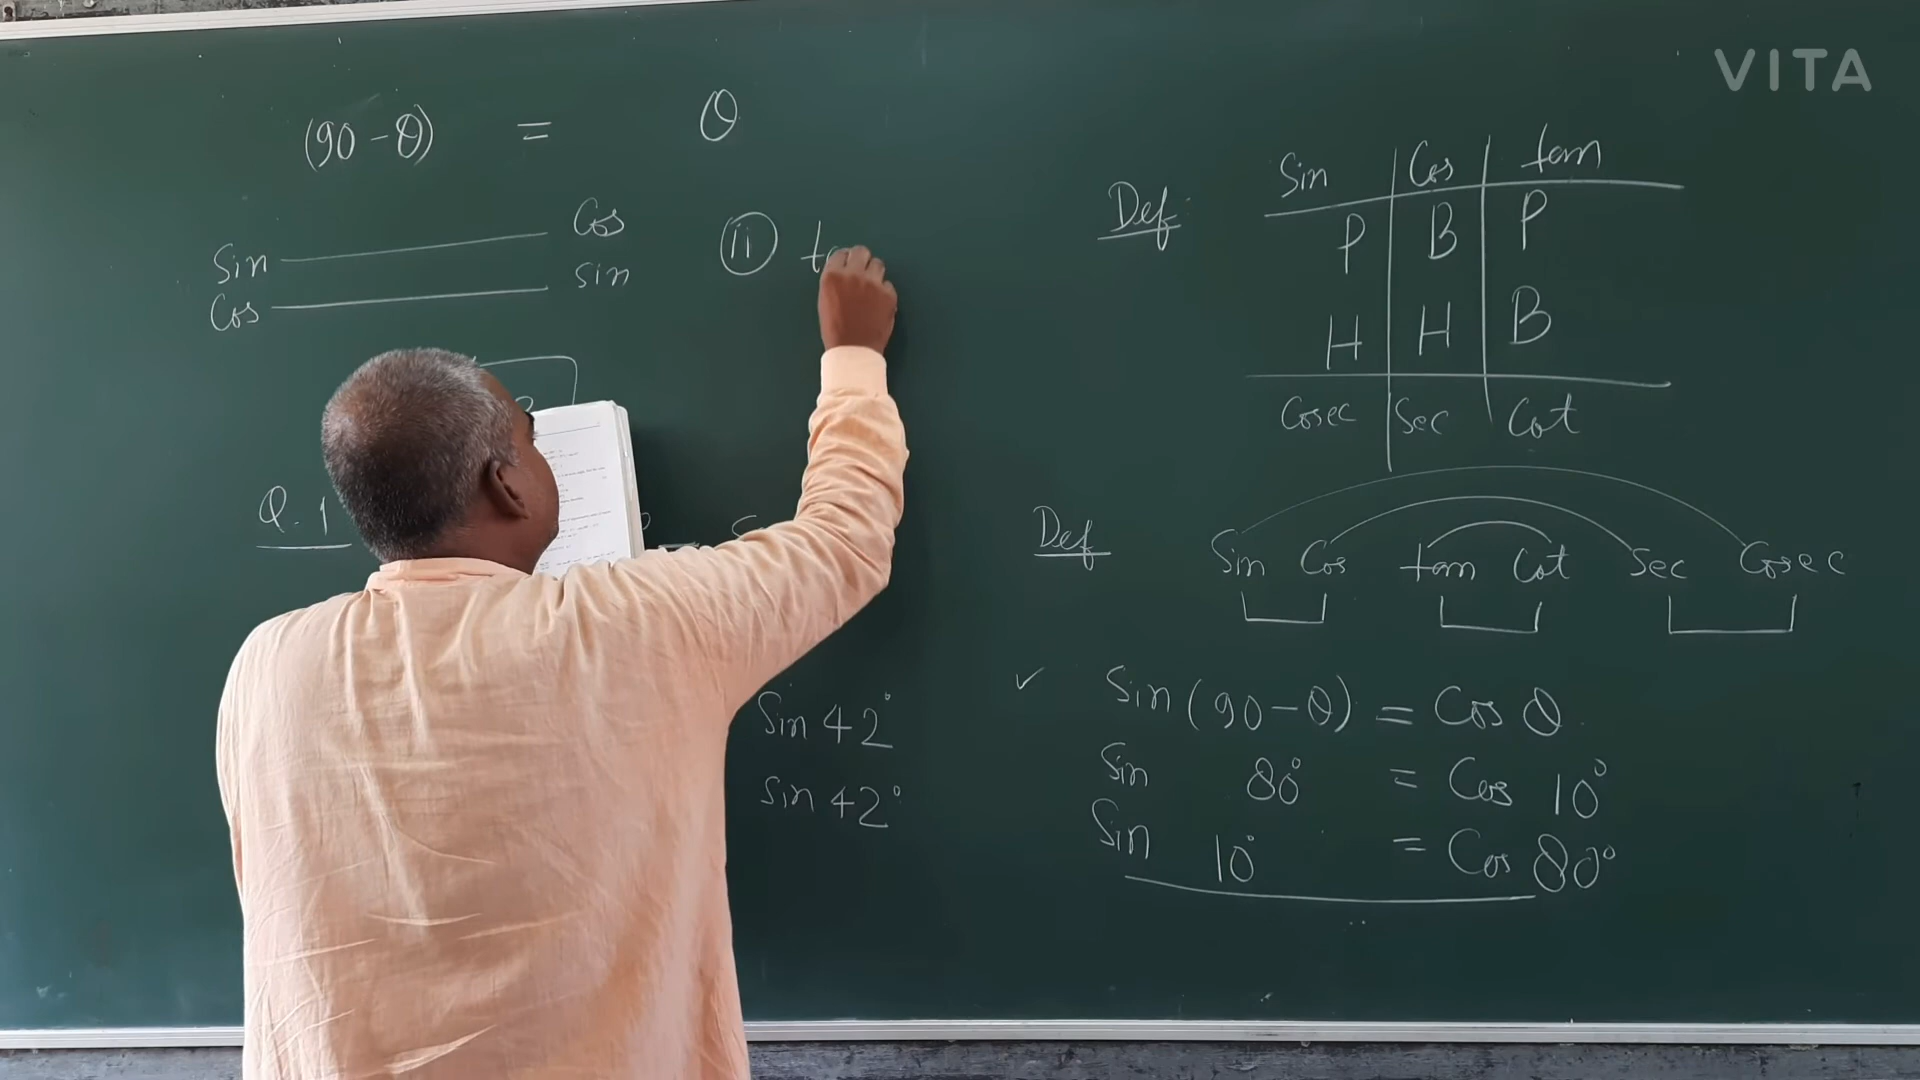 VITA
(90 - θ) = θ
Sin Cos
Cos sin
(ii)
Q. 1
Sin 42°
Sin 42°
Def:
Sin Cos tan
P B P
H H B
Cosec Sec Cot
Def
Sin Cos tan Cot Sec Cosec
✓ Sin (90-θ) = Cos θ
Sin 80° = Cos 10°
Sin 10° = Cos 80°